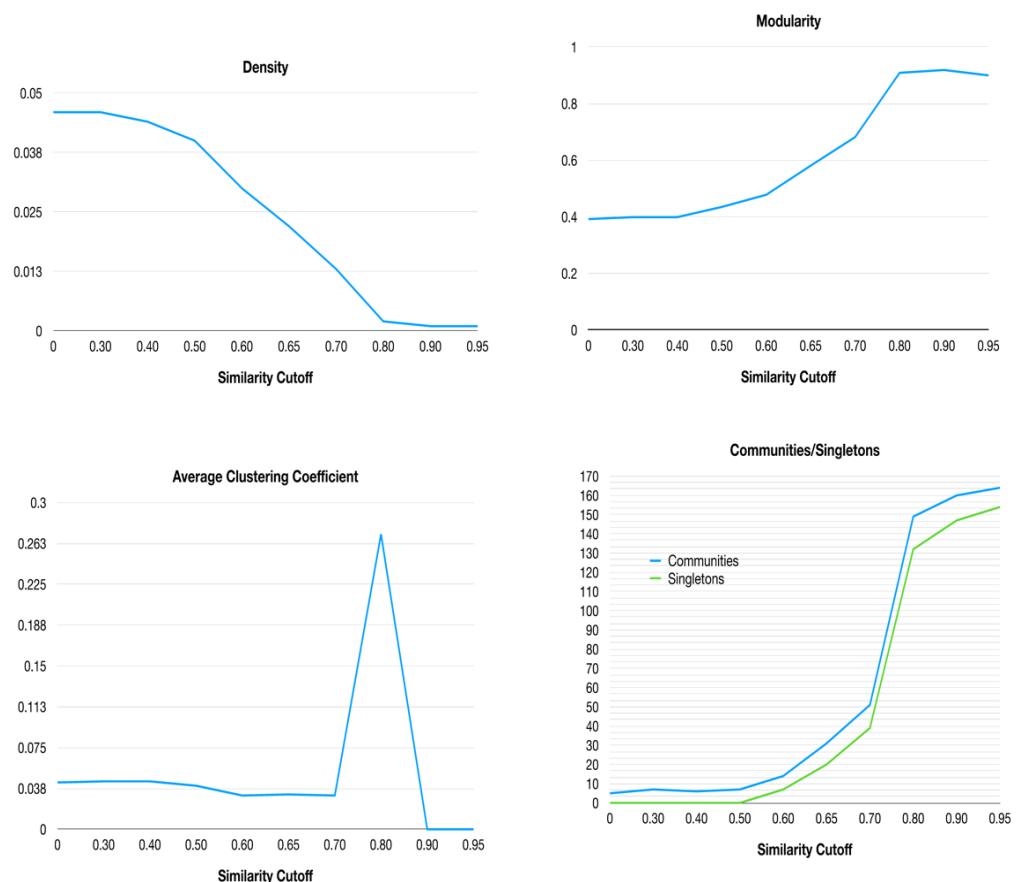 Density
0.05
0.038
0.025
0.013
0
0 0.30 0.40 0.50 0.60 0.65 0.70 0.80 0.90 0.95
Similarity Cutoff
Modularity
1
0.8
0.6
0.4
0.2
0
0 0.30 0.40 0.50 0.60 0.65 0.70 0.80 0.90 0.95
Similarity Cutoff
Average Clustering Coefficient
0.3
0.263
0.225
0.188
0.15
0.113
0.075
0.038
0
0 0.30 0.40 0.50 0.60 0.65 0.70 0.80 0.90 0.95
Similarity Cutoff
Communities/Singletons
170
160
150
140
130
120
110
100
90
80
70
60
50
40
30
20
10
0
Communities
Singletons
0 0.30 0.40 0.50 0.60 0.65 0.70 0.80 0.90 0.95
Similarity Cutoff